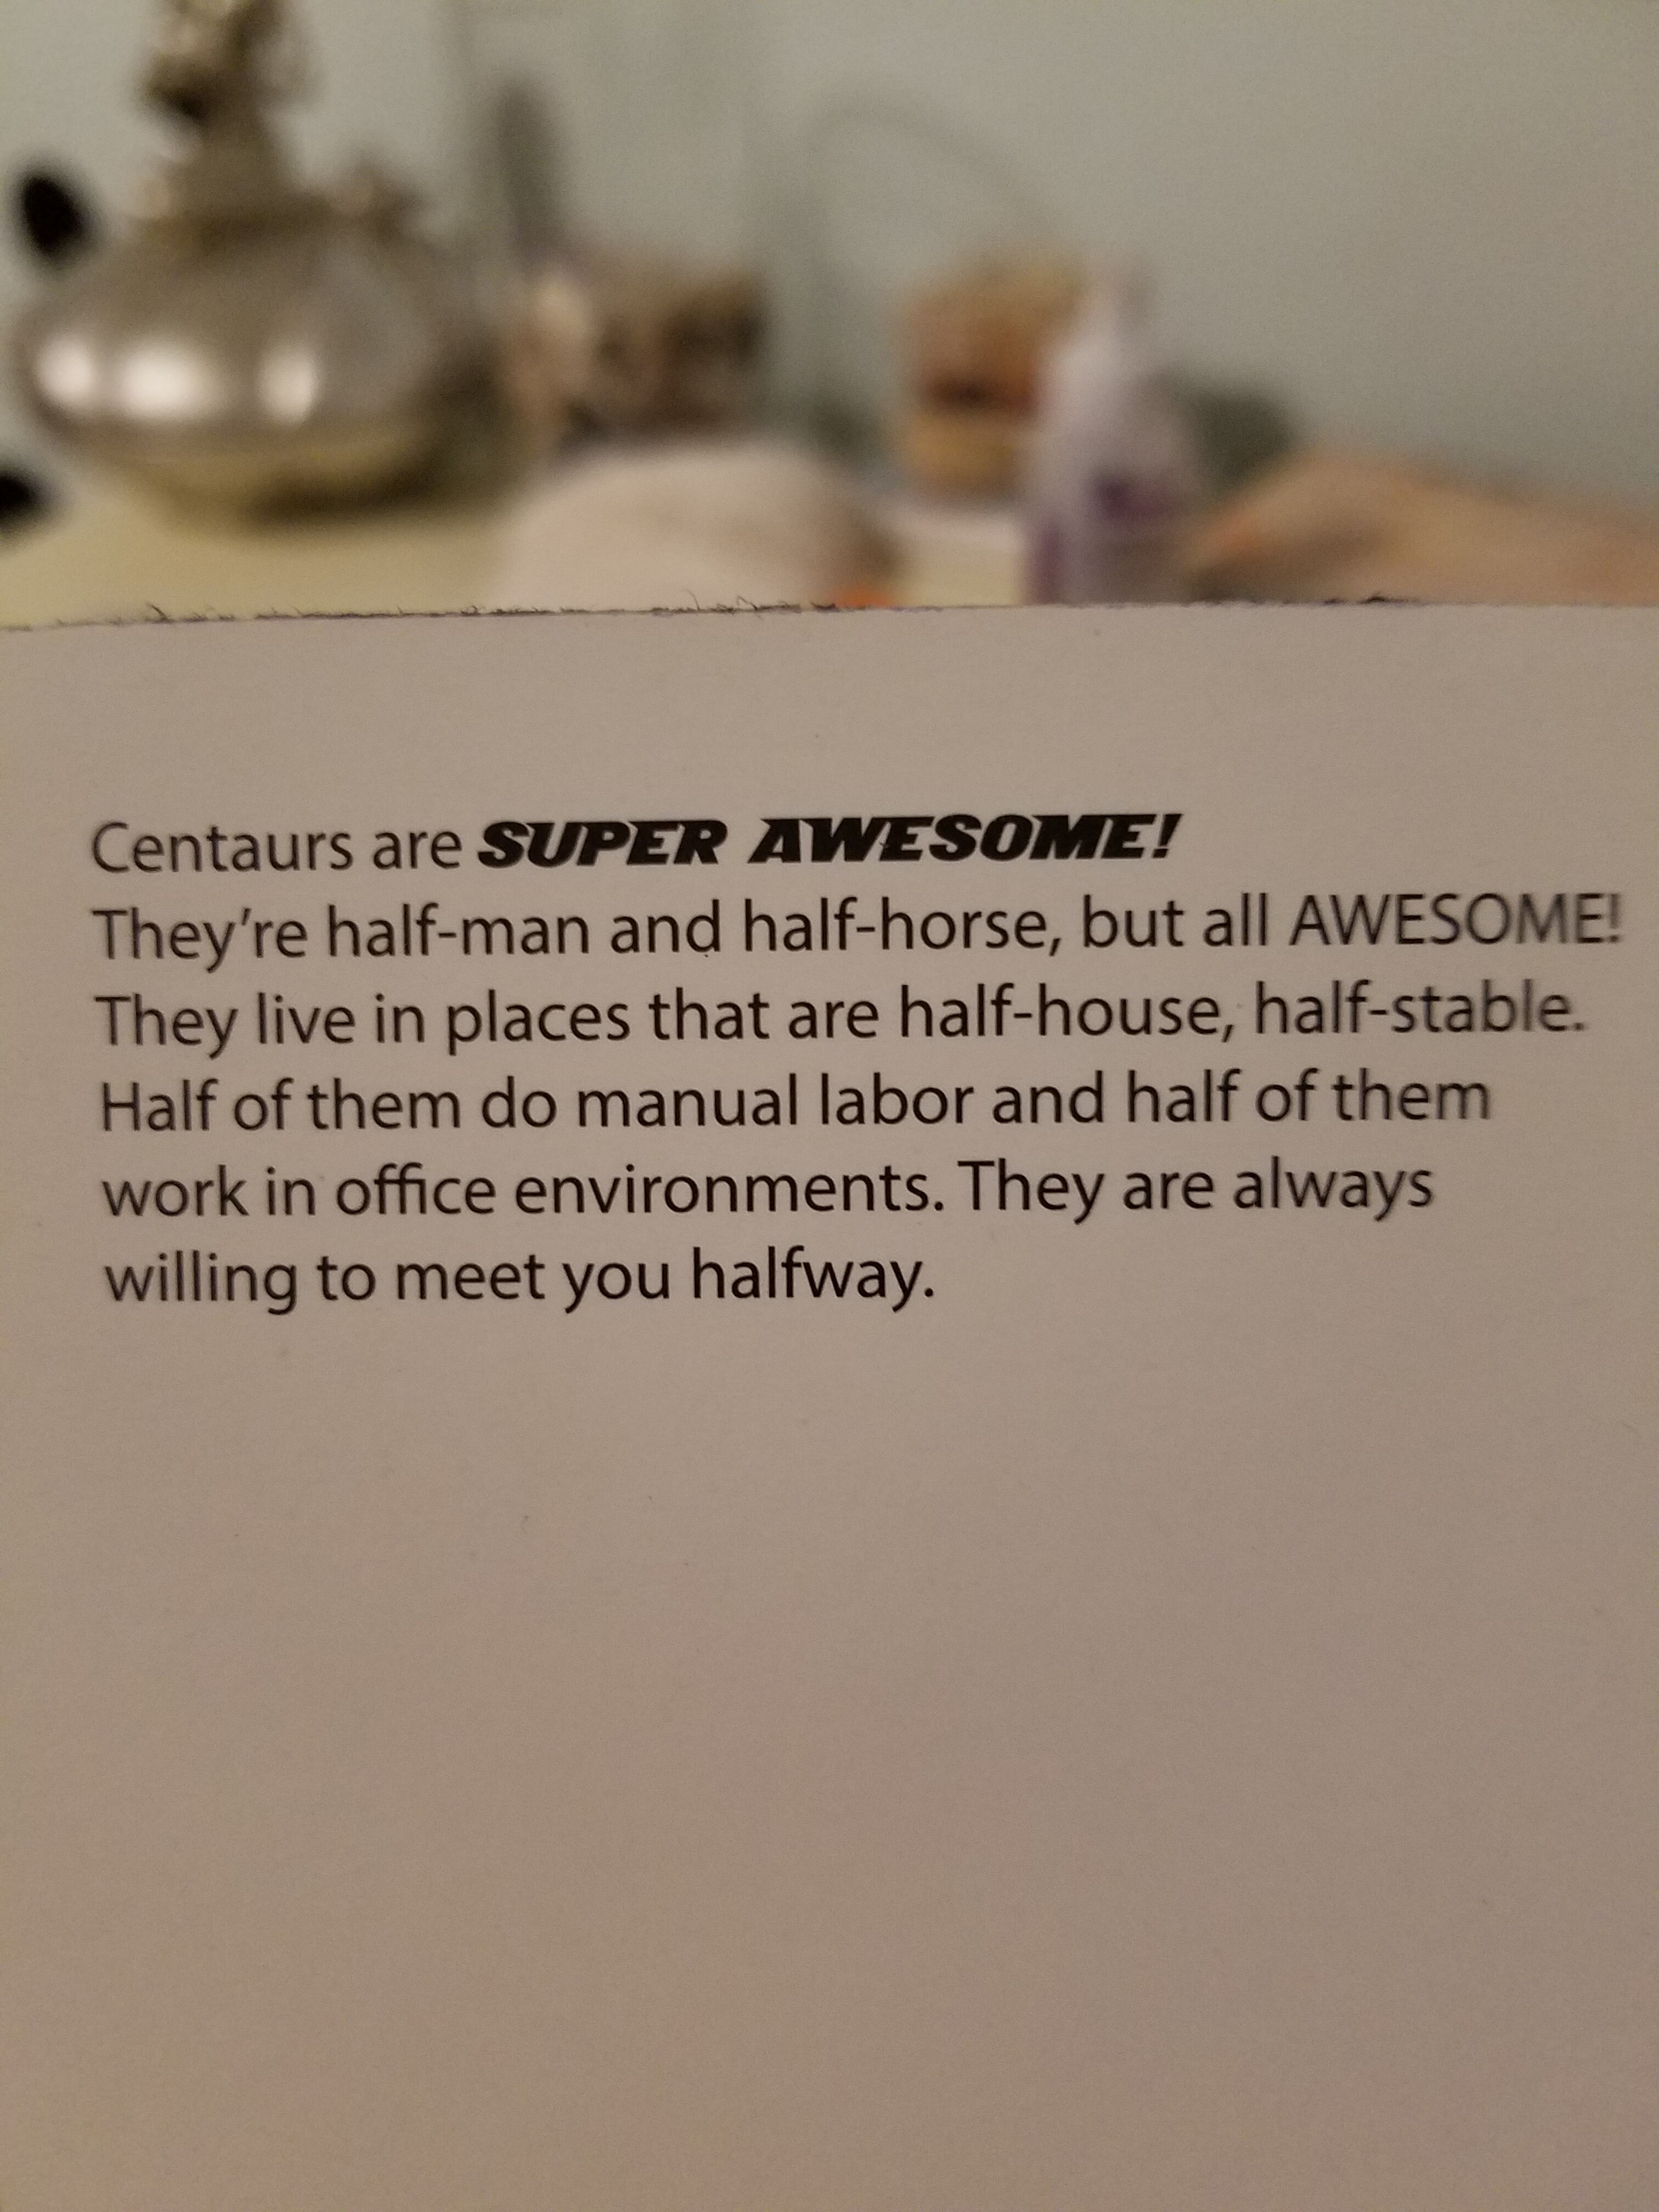 Centaurs are SUPER AWESOME!
They're half-man and half-horse, but all AWESOME!
They live in places that are half-house, half-stable.
Half of them do manual labor and half of them
work in office environments. They are always
willing to meet you halfway.